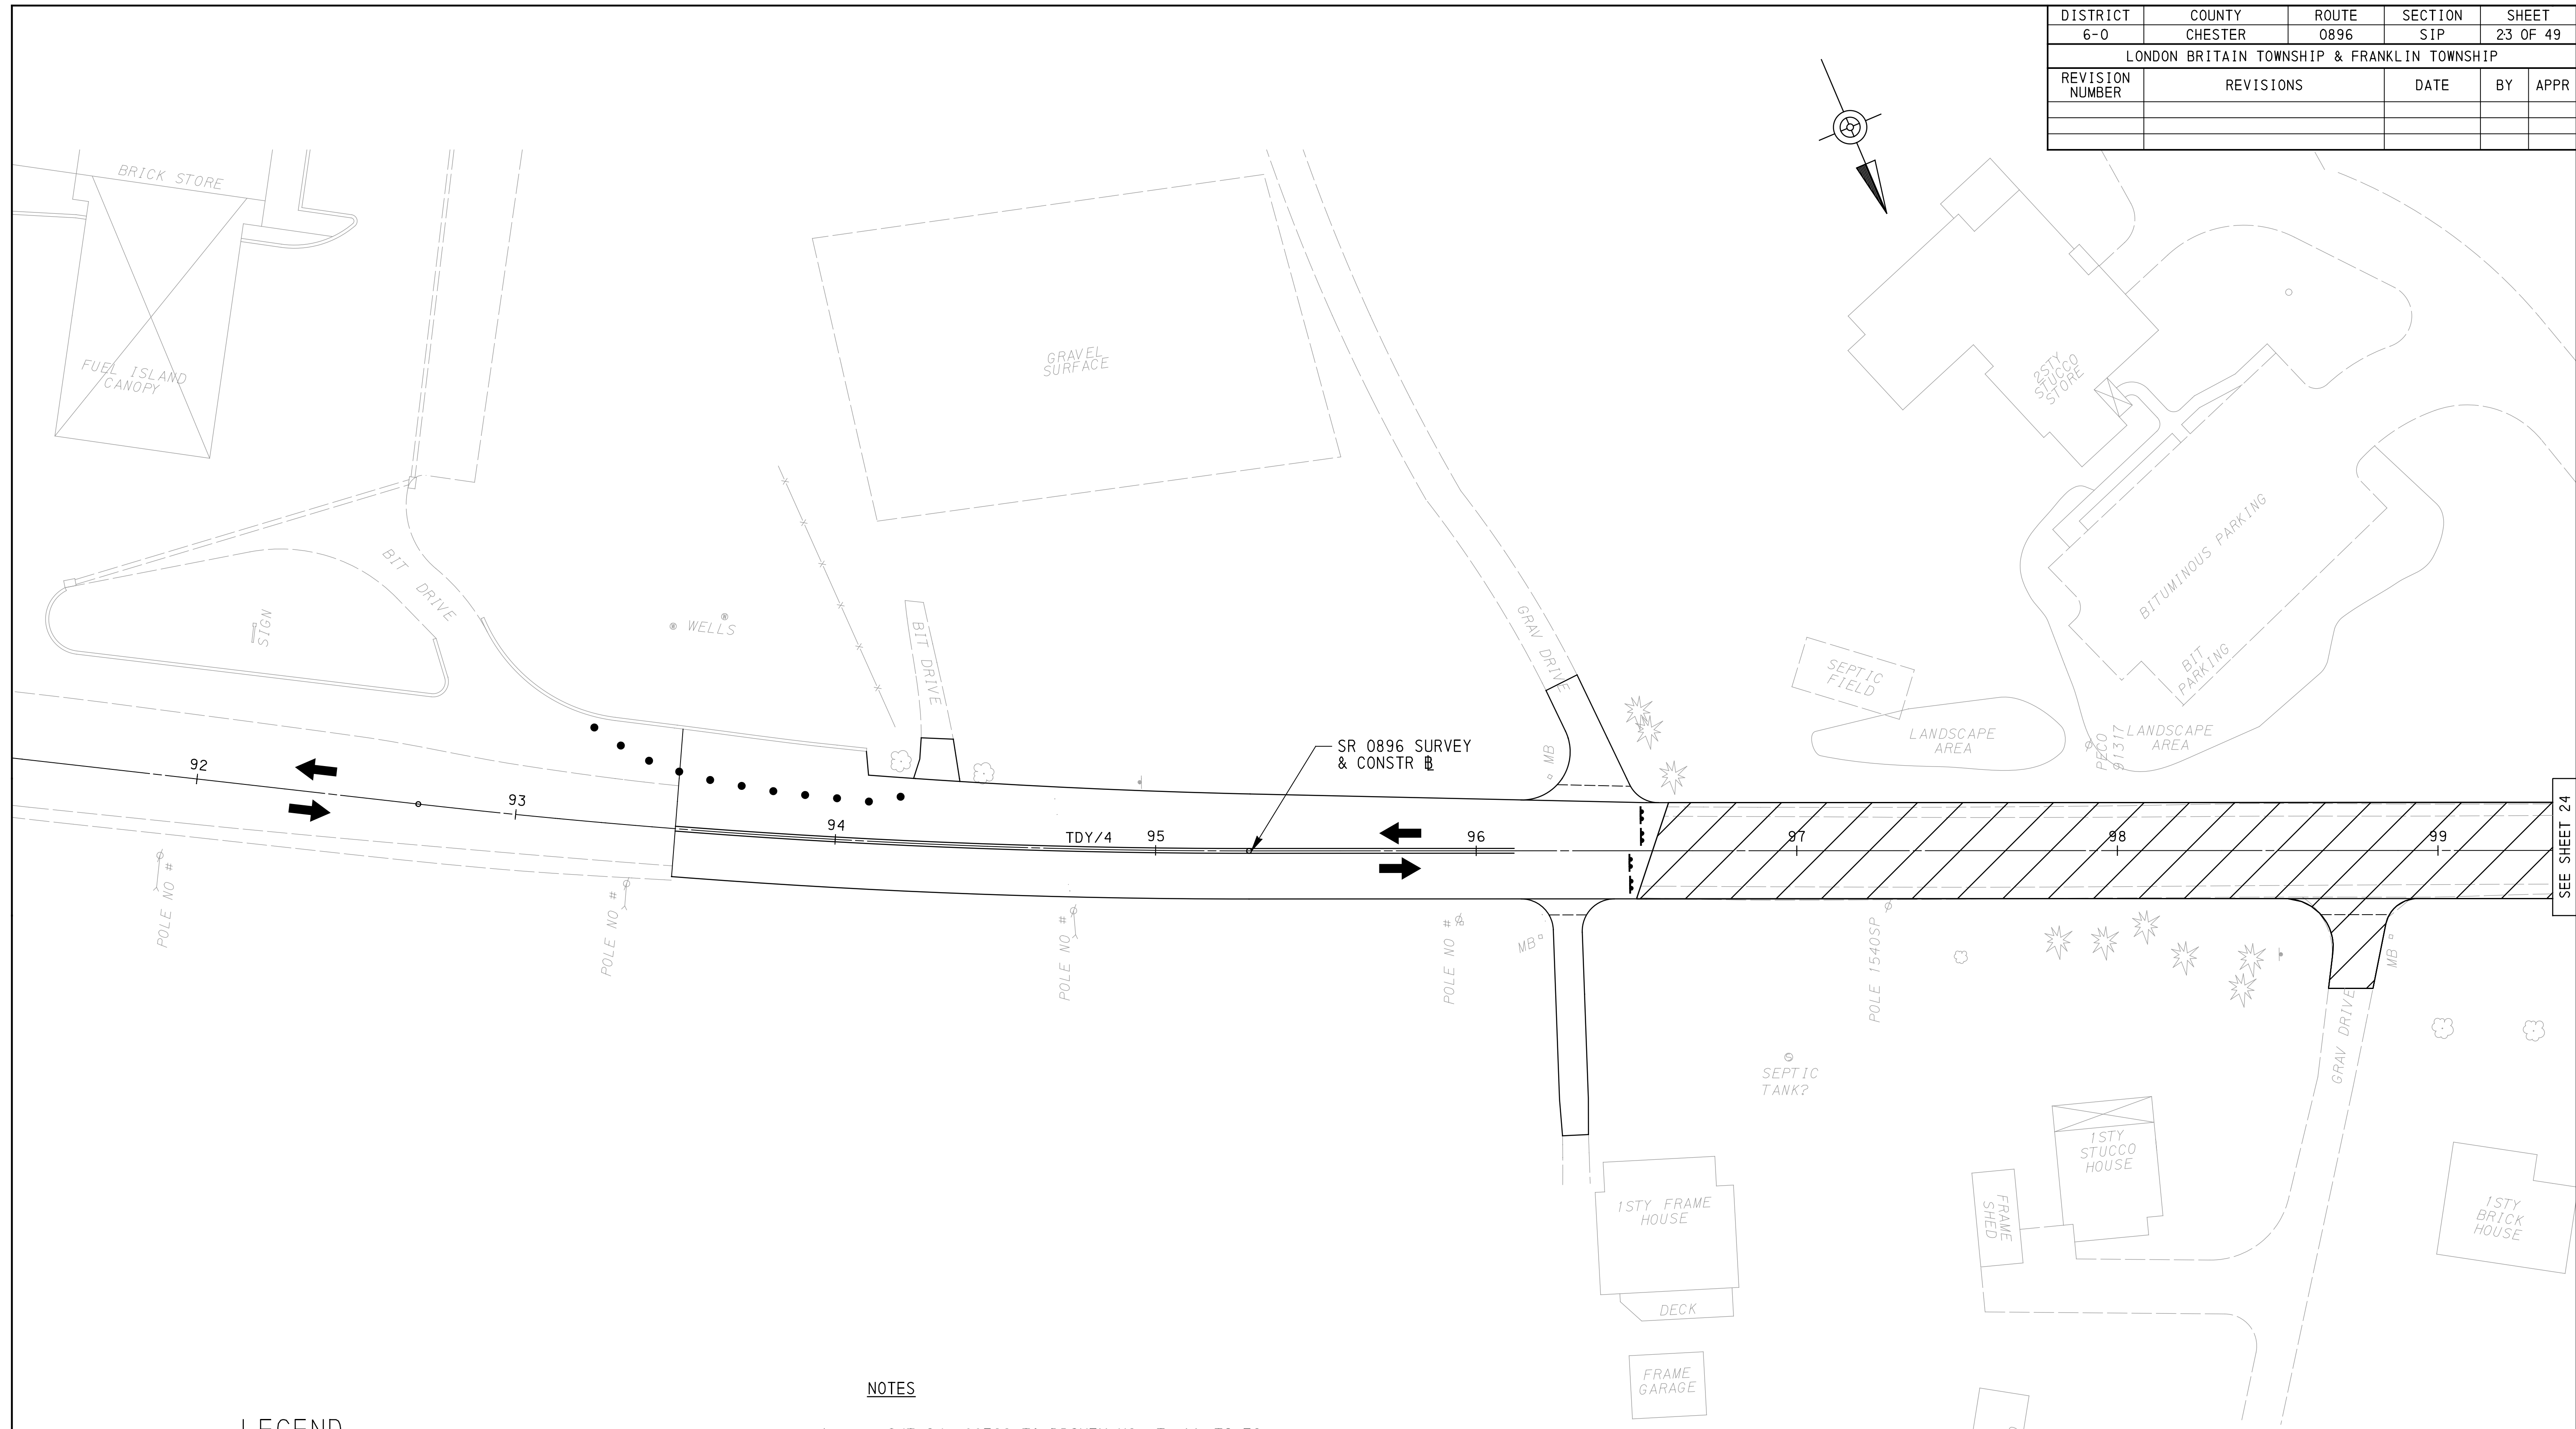 DISTRICT COUNTY ROUTE SECTION SHEET
6-0 CHESTER 0896 SIP 23 OF 49
LONDON BRITAIN TOWNSHIP & FRANKLIN TOWNSHIP
REVISION NUMBER REVISIONS DATE BY APPR
BRICK STORE
FUEL ISLAND
CANOPY
GRAVEL
SURFACE
2STY
STUCCO
STORE
BITUMINOUS PARKING
BIT
PARKING
BIT DRIVE
SIGN
WELLS
BIT DRIVE
GRAV DRIVE
SEPTIC
FIELD
LANDSCAPE
AREA
PECO
91317
LANDSCAPE
AREA
MB
SR 0896 SURVEY
& CONSTR BL
92
93
94
TDY/4
95
96
97
98
99
SEE SHEET 24
POLE NO #
POLE NO #
POLE NO #
POLE NO #
MB
POLE 1540SP
MB
GRAV DRIVE
SEPTIC
TANK?
1STY
STUCCO
HOUSE
FRAME
SHED
1STY FRAME
HOUSE
DECK
1STY
BRICK
HOUSE
FRAME
GARAGE
NOTES
LEGEND